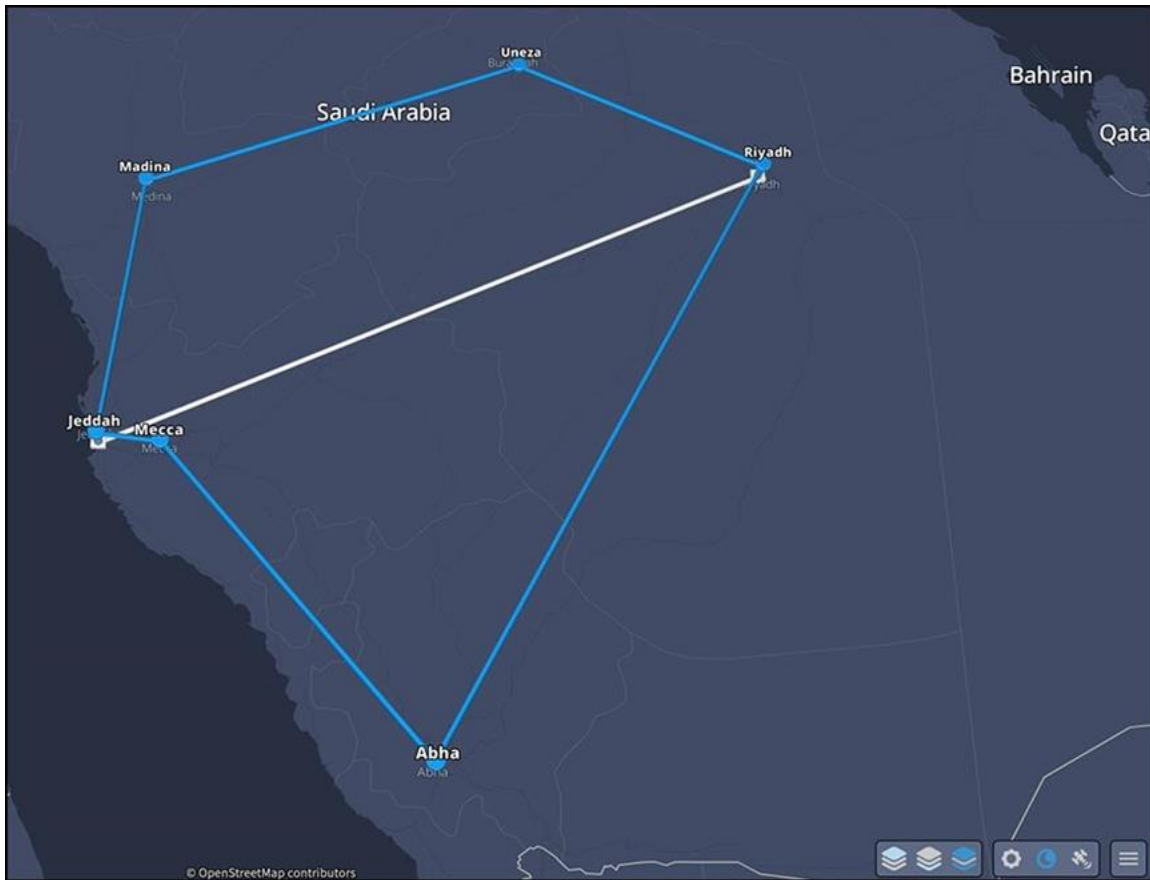 Uneza
Bahrain
Saudi Arabia
Qata
Riyadh
Madina
Medina
Jeddah
Mecca
Abha
Abha
© OpenStreetMap contributors